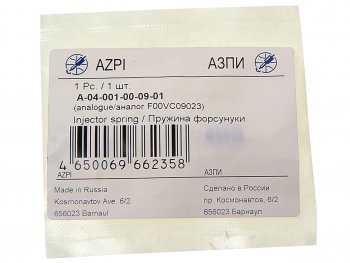 AZPI АЗПИ
1 Pc. / 1 шт.
A-04-001-00-09-01
(analogue/аналог F00VC09023)
Injector spring / Пружина форсунки
4 650069 662358
AZPI АЗПИ
Made in Russia Сделано в России
Kosmonavtov Ave. 6/2 пр. Космонавтов, 6/2
656023 Barnaul 656023 Барнаул